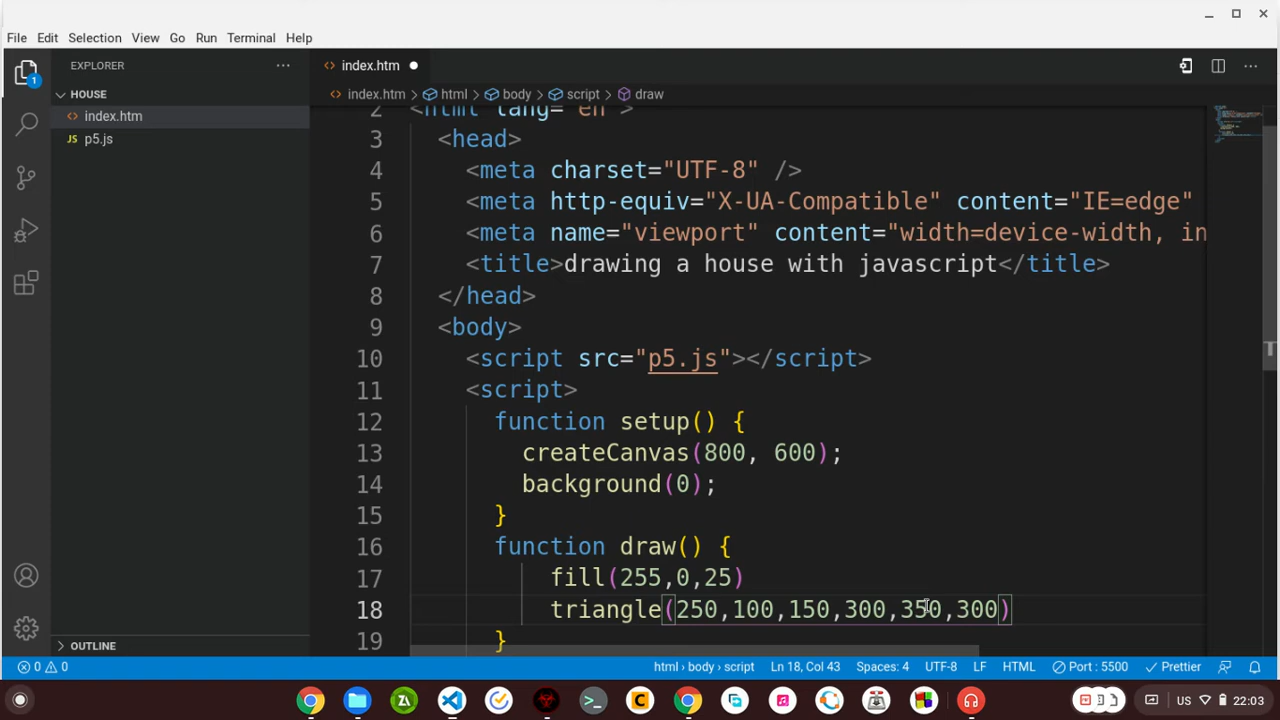 File Edit Selection View Go Run Terminal Help
EXPLORER ··· index.htm
HOUSE
index.htm > html > body > script > draw
1
index.htm
JS p5.js
2 <html lang="en">
3 <head>
4 <meta charset="UTF-8" />
5 <meta http-equiv="X-UA-Compatible" content="IE=edge"
6 <meta name="viewport" content="width=device-width, in
7 <title>drawing a house with javascript</title>
8 </head>
9 <body>
10 <script src="p5.js"></script>
11 <script>
12 function setup() {
13 createCanvas(800, 600);
14 background(0);
15 }
16 function draw() {
17 fill(255,0,25)
18 triangle(250,100,150,300,350,300)
19 }
OUTLINE
0 0 html > body > script Ln 18, Col 43 Spaces: 4 UTF-8 LF HTML Port : 5500 Prettier
US 22:03